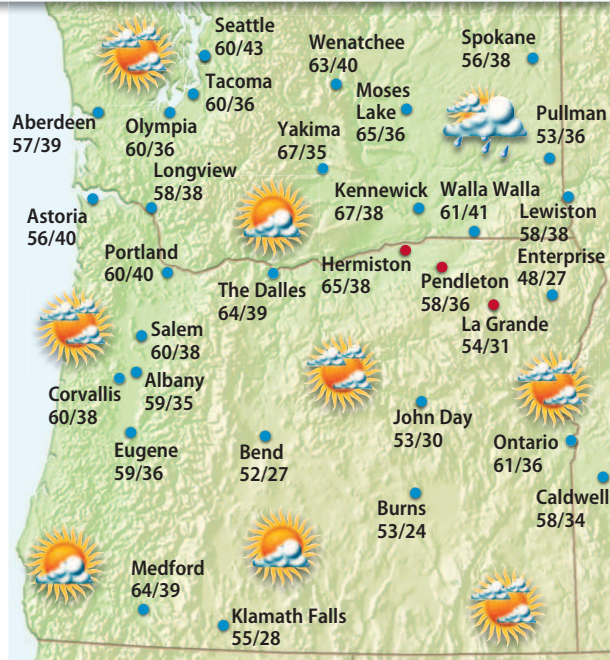 Seattle
60/43
Wenatchee
63/40
Spokane
56/38
Tacoma
60/36
Moses
Lake
65/36
Aberdeen
57/39
Olympia
60/36
Yakima
67/35
Pullman
53/36
Longview
58/38
Kennewick
67/38
Walla Walla
61/41
Lewiston
58/38
Astoria
56/40
Portland
60/40
The Dalles
64/39
Hermiston
65/38
Pendleton
58/36
Enterprise
48/27
La Grande
54/31
Salem
60/38
Corvallis
60/38
Albany
59/35
John Day
53/30
Eugene
59/36
Bend
52/27
Ontario
61/36
Burns
53/24
Caldwell
58/34
Medford
64/39
Klamath Falls
55/28